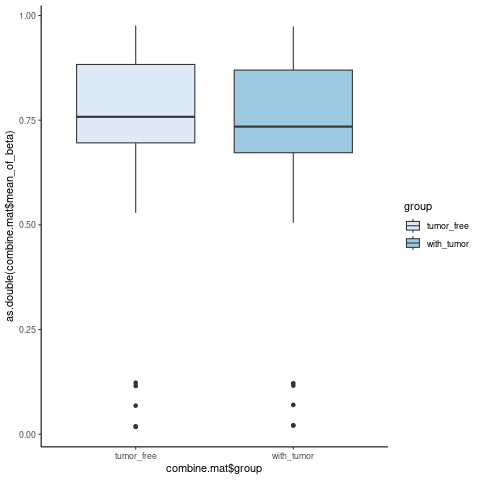 1.00
0.75
0.50
0.25
0.00
as.double(combine.mat$mean_of_beta)
tumor_free
with_tumor
combine.mat$group
group
tumor_free
with_tumor